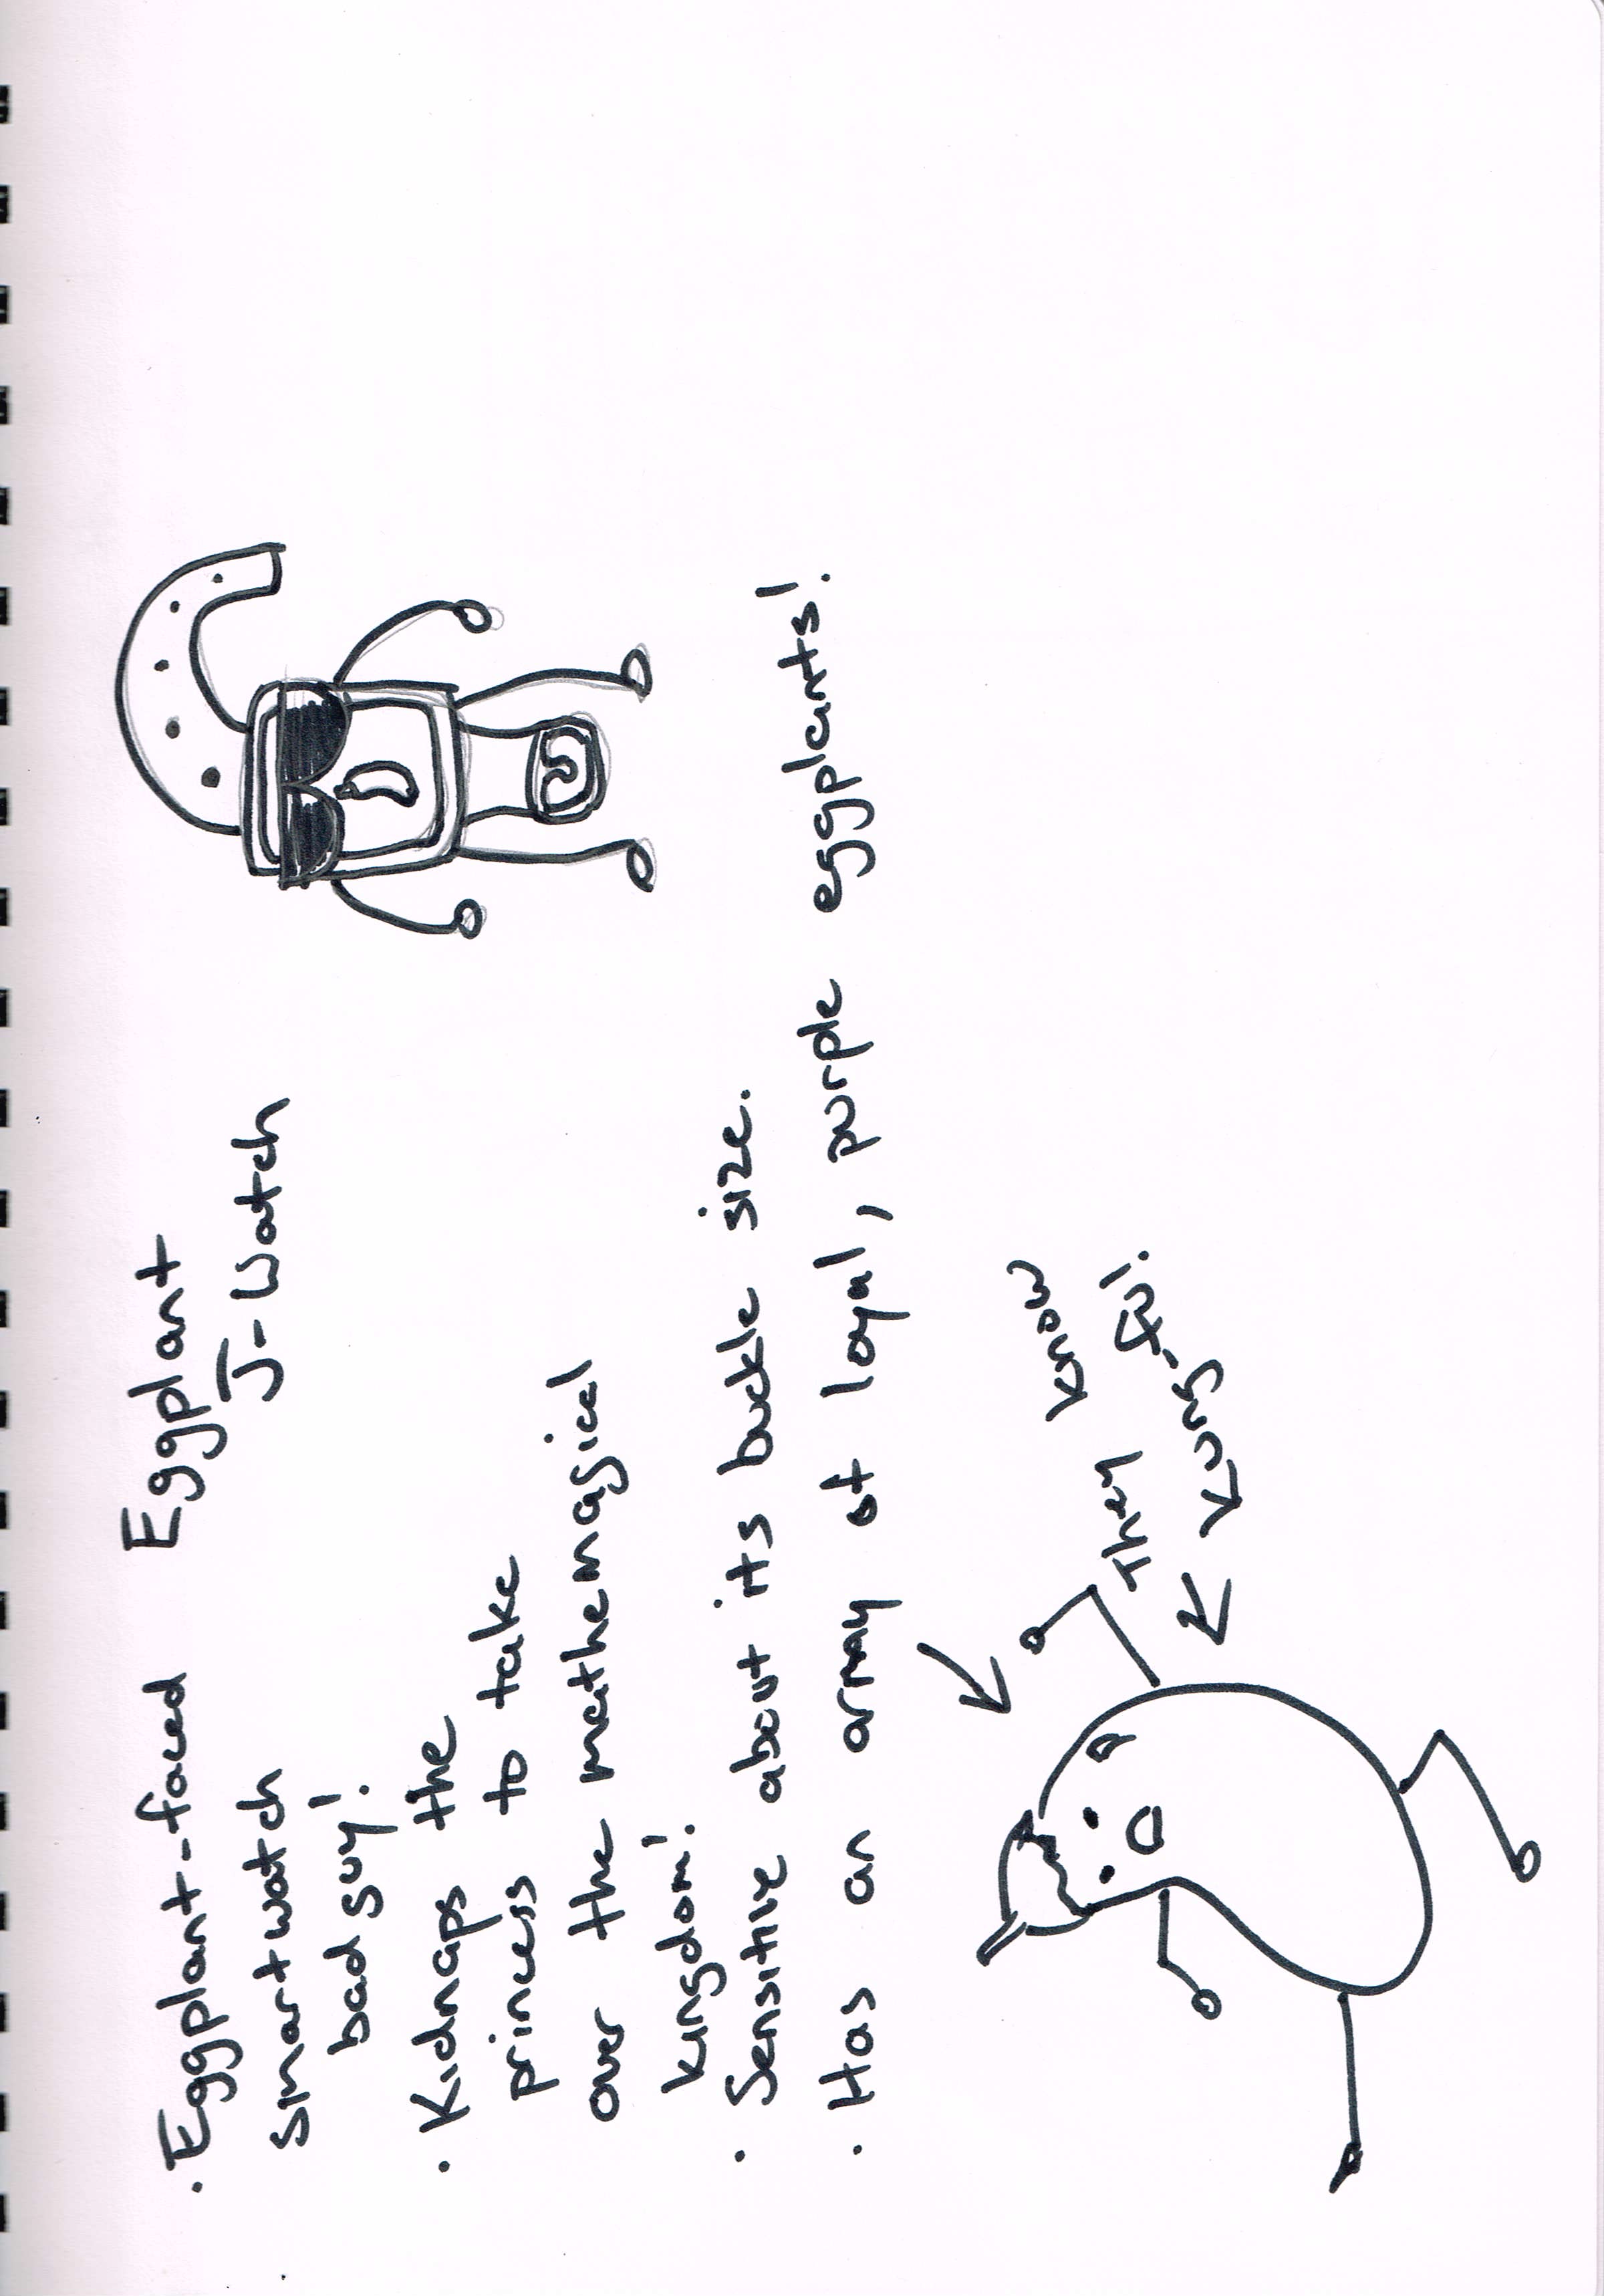 Eggplant
J-Watch
• Eggplant-faced
smartwatch
bad guy!
• Kidnaps the
princess to take
over the mathemagical
kingdom!
• Sensitive about its buckle size.
• Has an array of loyal, purple eggplants!
They know
Kung-fu!